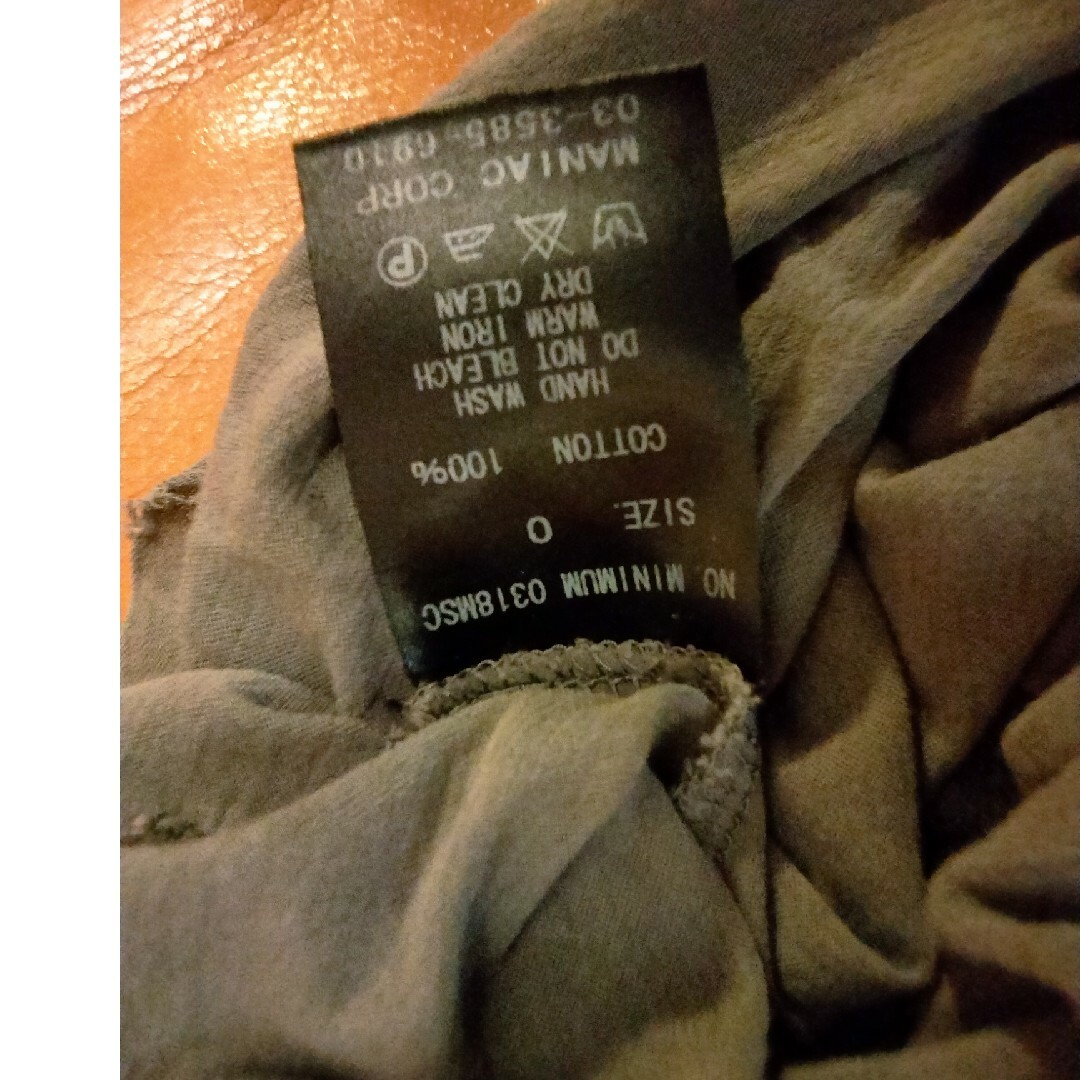 NO. MINIMUM 0318MSC
SIZE. 0
COTTON 100%
HAND WASH
DO NOT BLEACH
WARM IRON
DRY CLEAN
P
MANIAC CORP
03-3585-6910